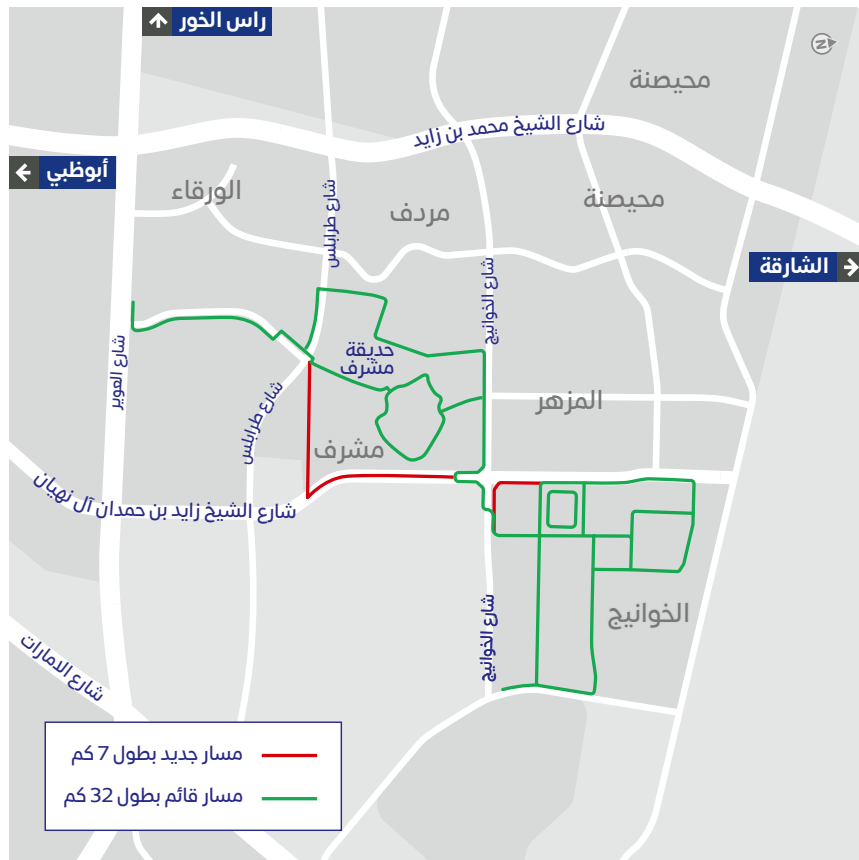 راس الخور
محيصنة
شارع الشيخ محمد بن زايد
أبوظبي
الورقاء
مردف
محيصنة
شارع طرابلس
الشارقة
شارع الخوانيج
حديقة
مشرف
شارع العوير
المزهر
شارع طرابلس
مشرف
شارع الشيخ زايد بن حمدان آل نهيان
الخوانيج
شارع الخوانيج
شارع الامارات
مسار جديد بطول 7 كم
مسار قائم بطول 32 كم
N